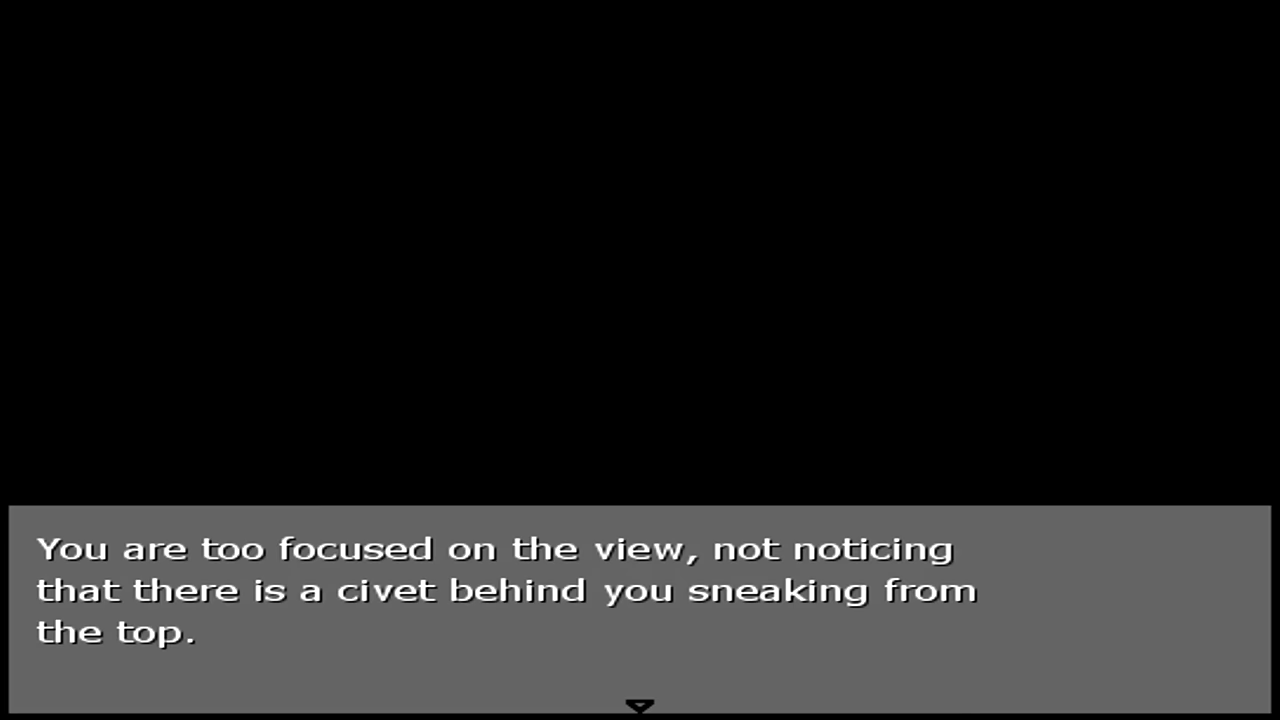 You are too focused on the view, not noticing
that there is a civet behind you sneaking from
the top.